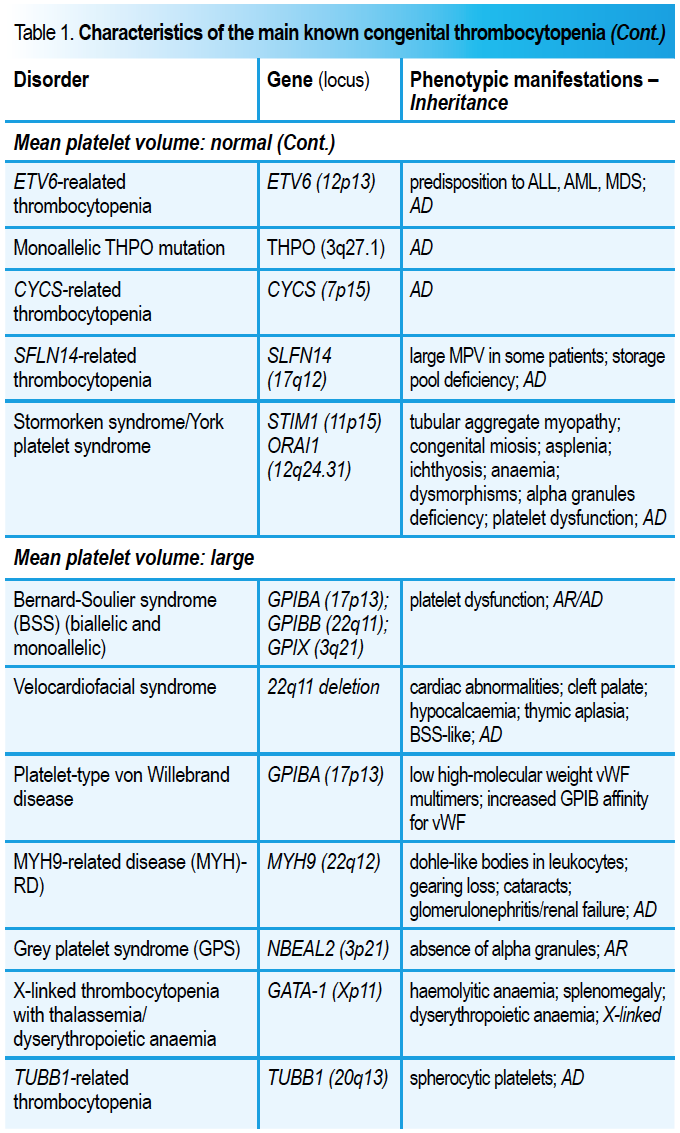 Table 1. Characteristics of the main known congenital thrombocytopenia (Cont.)
Disorder
Gene (locus)
Phenotypic manifestations –
Inheritance
Mean platelet volume: normal (Cont.)
ETV6-realated
thrombocytopenia
ETV6 (12p13)
predisposition to ALL, AML, MDS;
AD
Monoallelic THPO mutation
THPO (3q27.1)
AD
CYCS-related
thrombocytopenia
CYCS (7p15)
AD
SFLN14-related
thrombocytopenia
SLFN14
(17q12)
large MPV in some patients; storage
pool deficiency; AD
Stormorken syndrome/York
platelet syndrome
STIM1 (11p15)
ORAI1
(12q24.31)
tubular aggregate myopathy;
congenital miosis; asplenia;
ichthyosis; anaemia;
dysmorphisms; alpha granules
deficiency; platelet dysfunction; AD
Mean platelet volume: large
Bernard-Soulier syndrome
(BSS) (biallelic and
monoallelic)
GPIBA (17p13);
GPIBB (22q11);
GPIX (3q21)
platelet dysfunction; AR/AD
Velocardiofacial syndrome
22q11 deletion
cardiac abnormalities; cleft palate;
hypocalcaemia; thymic aplasia;
BSS-like; AD
Platelet-type von Willebrand
disease
GPIBA (17p13)
low high-molecular weight vWF
multimers; increased GPIB affinity
for vWF
MYH9-related disease (MYH)-
RD)
MYH9 (22q12)
dohle-like bodies in leukocytes;
gearing loss; cataracts;
glomerulonephritis/renal failure; AD
Grey platelet syndrome (GPS)
NBEAL2 (3p21)
absence of alpha granules; AR
X-linked thrombocytopenia
with thalassemia/
dyserythropoietic anaemia
GATA-1 (Xp11)
haemolyitic anaemia; splenomegaly;
dyserythropoietic anaemia; X-linked
TUBB1-related
thrombocytopenia
TUBB1 (20q13)
spherocytic platelets; AD